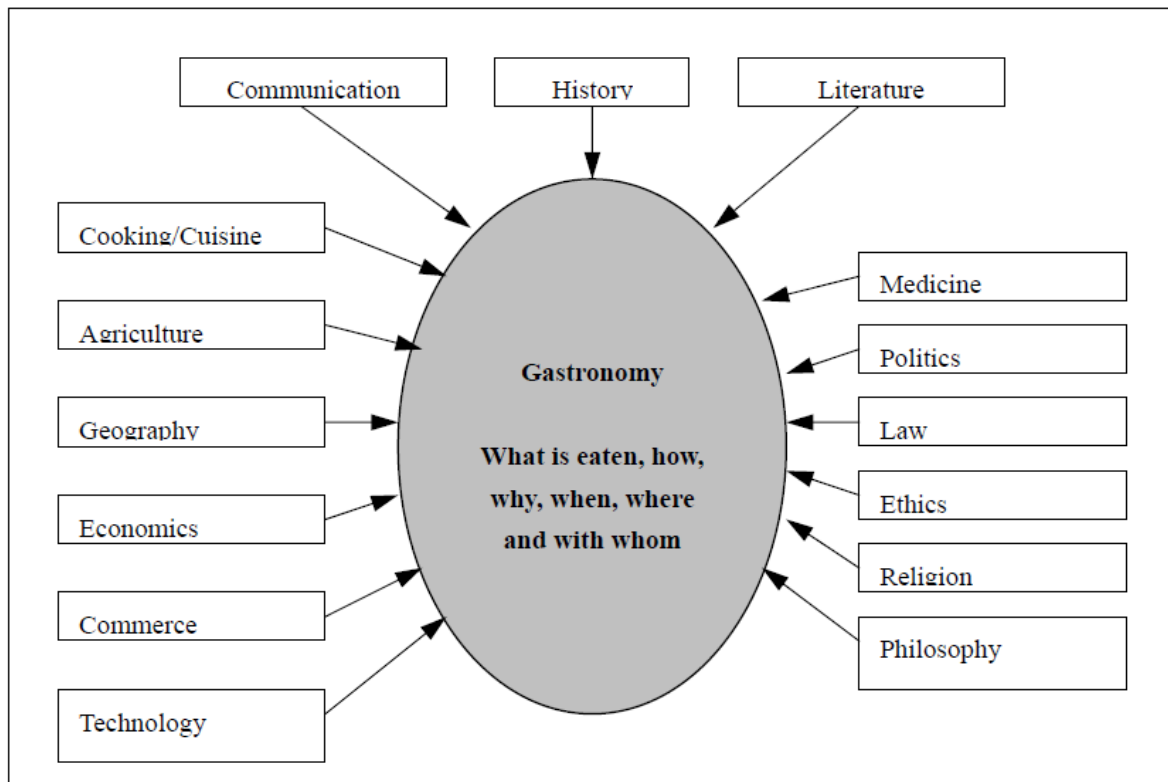 Communication
History
Literature
Cooking/Cuisine
Agriculture
Geography
Economics
Commerce
Technology
Gastronomy
What is eaten, how,
why, when, where
and with whom
Medicine
Politics
Law
Ethics
Religion
Philosophy